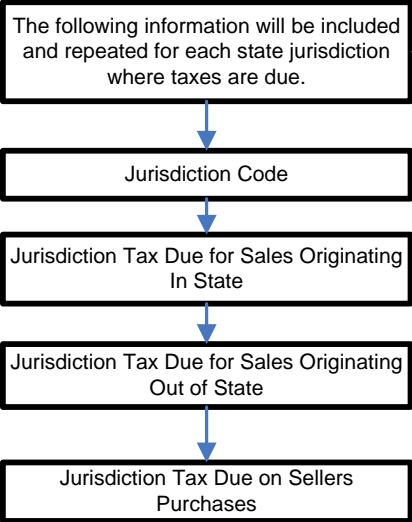 The following information will be included
and repeated for each state jurisdiction
where taxes are due.
Jurisdiction Code
Jurisdiction Tax Due for Sales Originating
In State
Jurisdiction Tax Due for Sales Originating
Out of State
Jurisdiction Tax Due on Sellers
Purchases